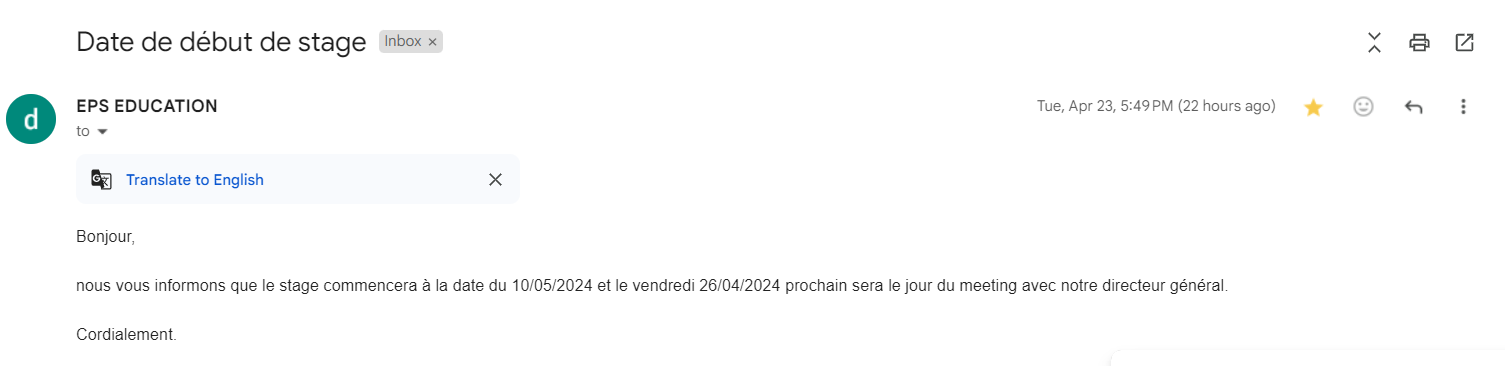 Date de début de stage Inbox ×
EPS EDUCATION Tue, Apr 23, 5:49 PM (22 hours ago)
d
to
Translate to English
Bonjour,
nous vous informons que le stage commencera à la date du 10/05/2024 et le vendredi 26/04/2024 prochain sera le jour du meeting avec notre directeur général.
Cordialement.